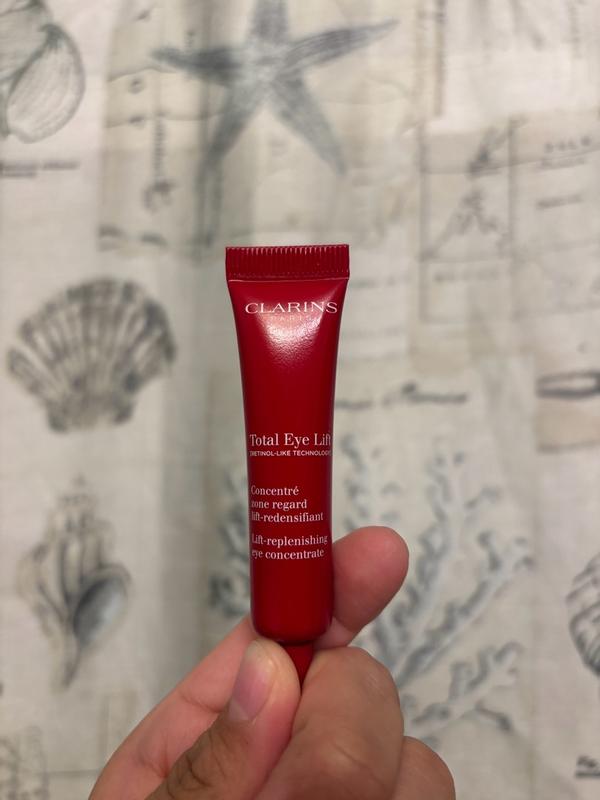 CLARINS
PARIS
Total Eye Lift
[RETINOL-LIKE TECHNOLOGY]
Concentré
zone regard
lift-redensifiant
Lift-replenishing
eye concentrate